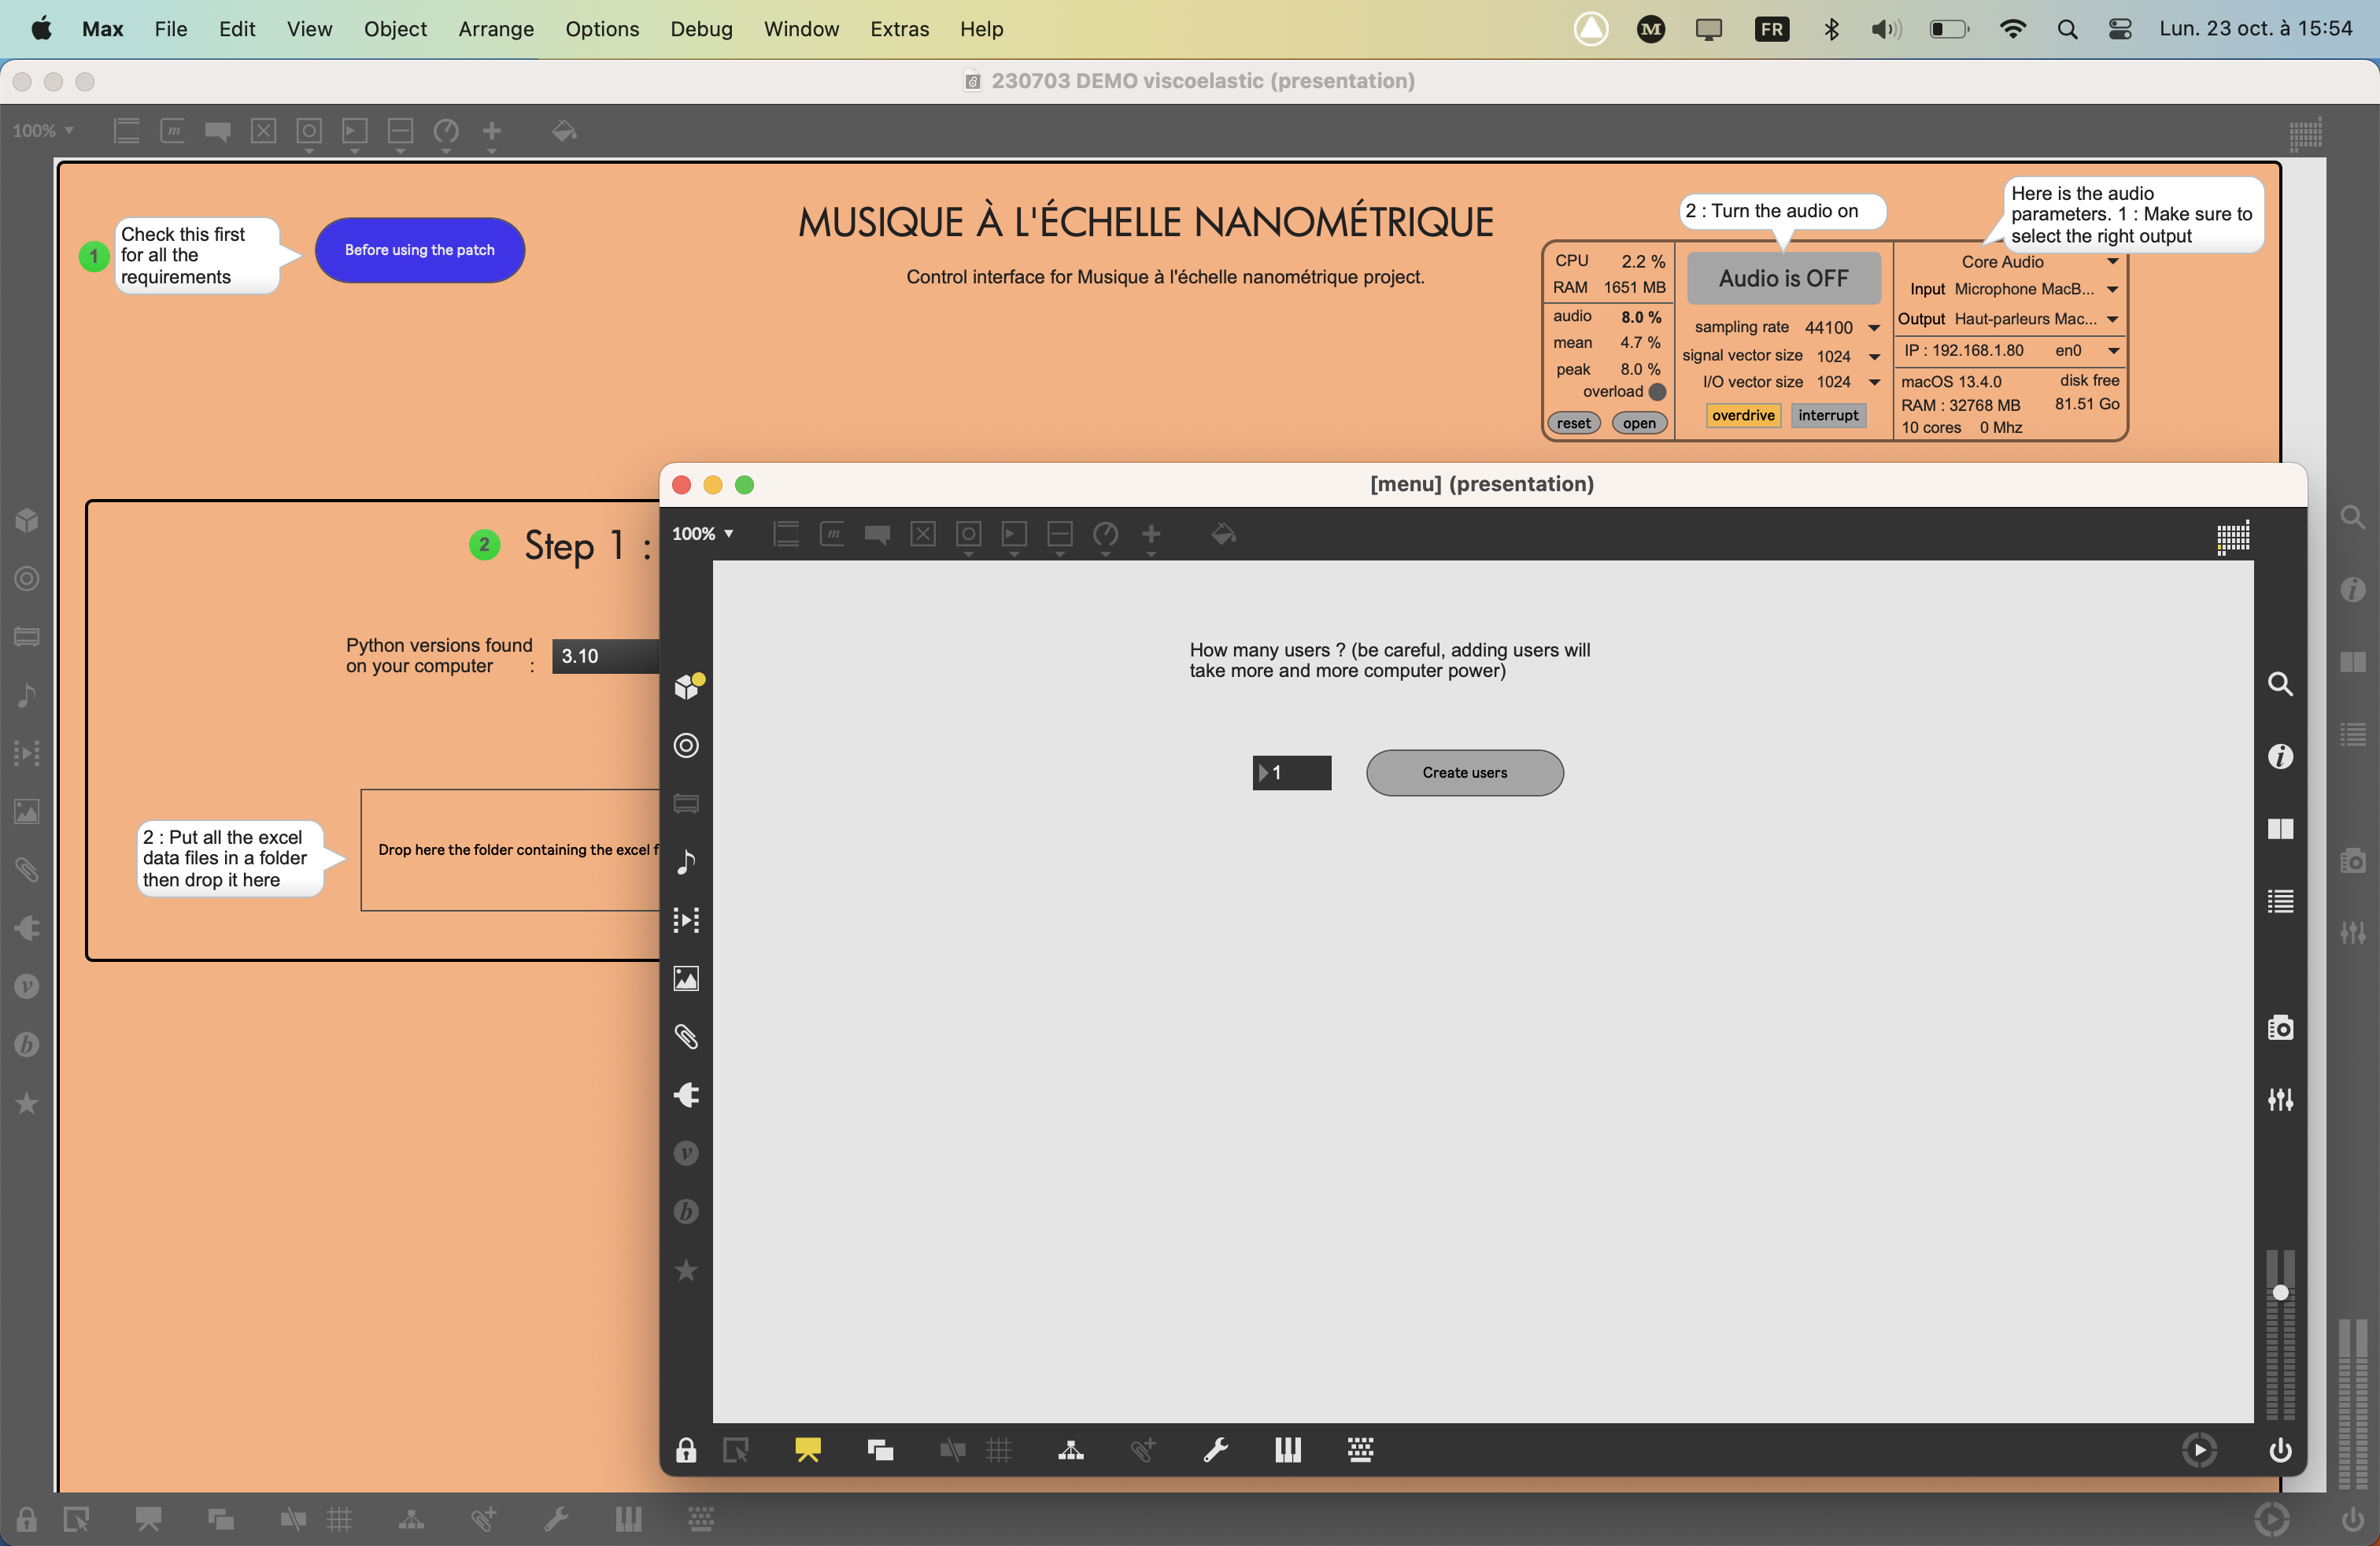 Max File Edit View Object Arrange Options Debug Window Extras Help
M FR Lun. 23 oct. à 15:54
230703 DEMO viscoelastic (presentation)
100%
1
Check this first
for all the
requirements
Before using the patch
MUSIQUE À L'ÉCHELLE NANOMÉTRIQUE
Control interface for Musique à l'échelle nanométrique project.
2 : Turn the audio on
Here is the audio
parameters. 1 : Make sure to
select the right output
CPU 2.2 %
RAM 1651 MB
audio 8.0 %
mean 4.7 %
peak 8.0 %
overload
reset open
Audio is OFF
sampling rate 44100
signal vector size 1024
I/O vector size 1024
overdrive interrupt
Core Audio
Input Microphone MacB...
Output Haut-parleurs Mac...
IP : 192.168.1.80 en0
macOS 13.4.0 disk free
RAM : 32768 MB 81.51 Go
10 cores 0 Mhz
2 Step 1 :
Python versions found
on your computer :
3.10
2 : Put all the excel
data files in a folder
then drop it here
Drop here the folder containing the excel f
[menu] (presentation)
100%
How many users ? (be careful, adding users will
take more and more computer power)
1
Create users